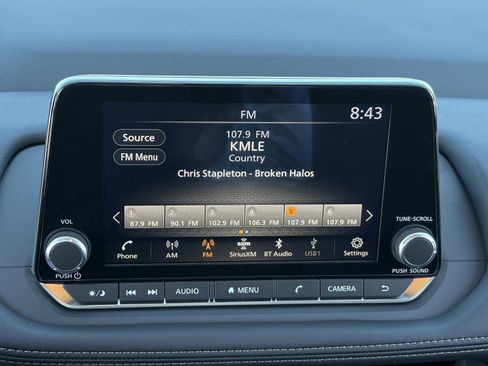 FM 8:43
Source
107.9 FM
KMLE
FM Menu
Country
Chris Stapleton - Broken Halos
1 2 3 4 5 6
87.9 FM 90.1 FM 102.9 FM 106.3 FM 107.9 FM 107.9 FM
VOL
TUNE•SCROLL
Phone AM FM SiriusXM BT Audio USB1 Settings
sxm
PUSH
PUSH SOUND
AUDIO MENU CAMERA